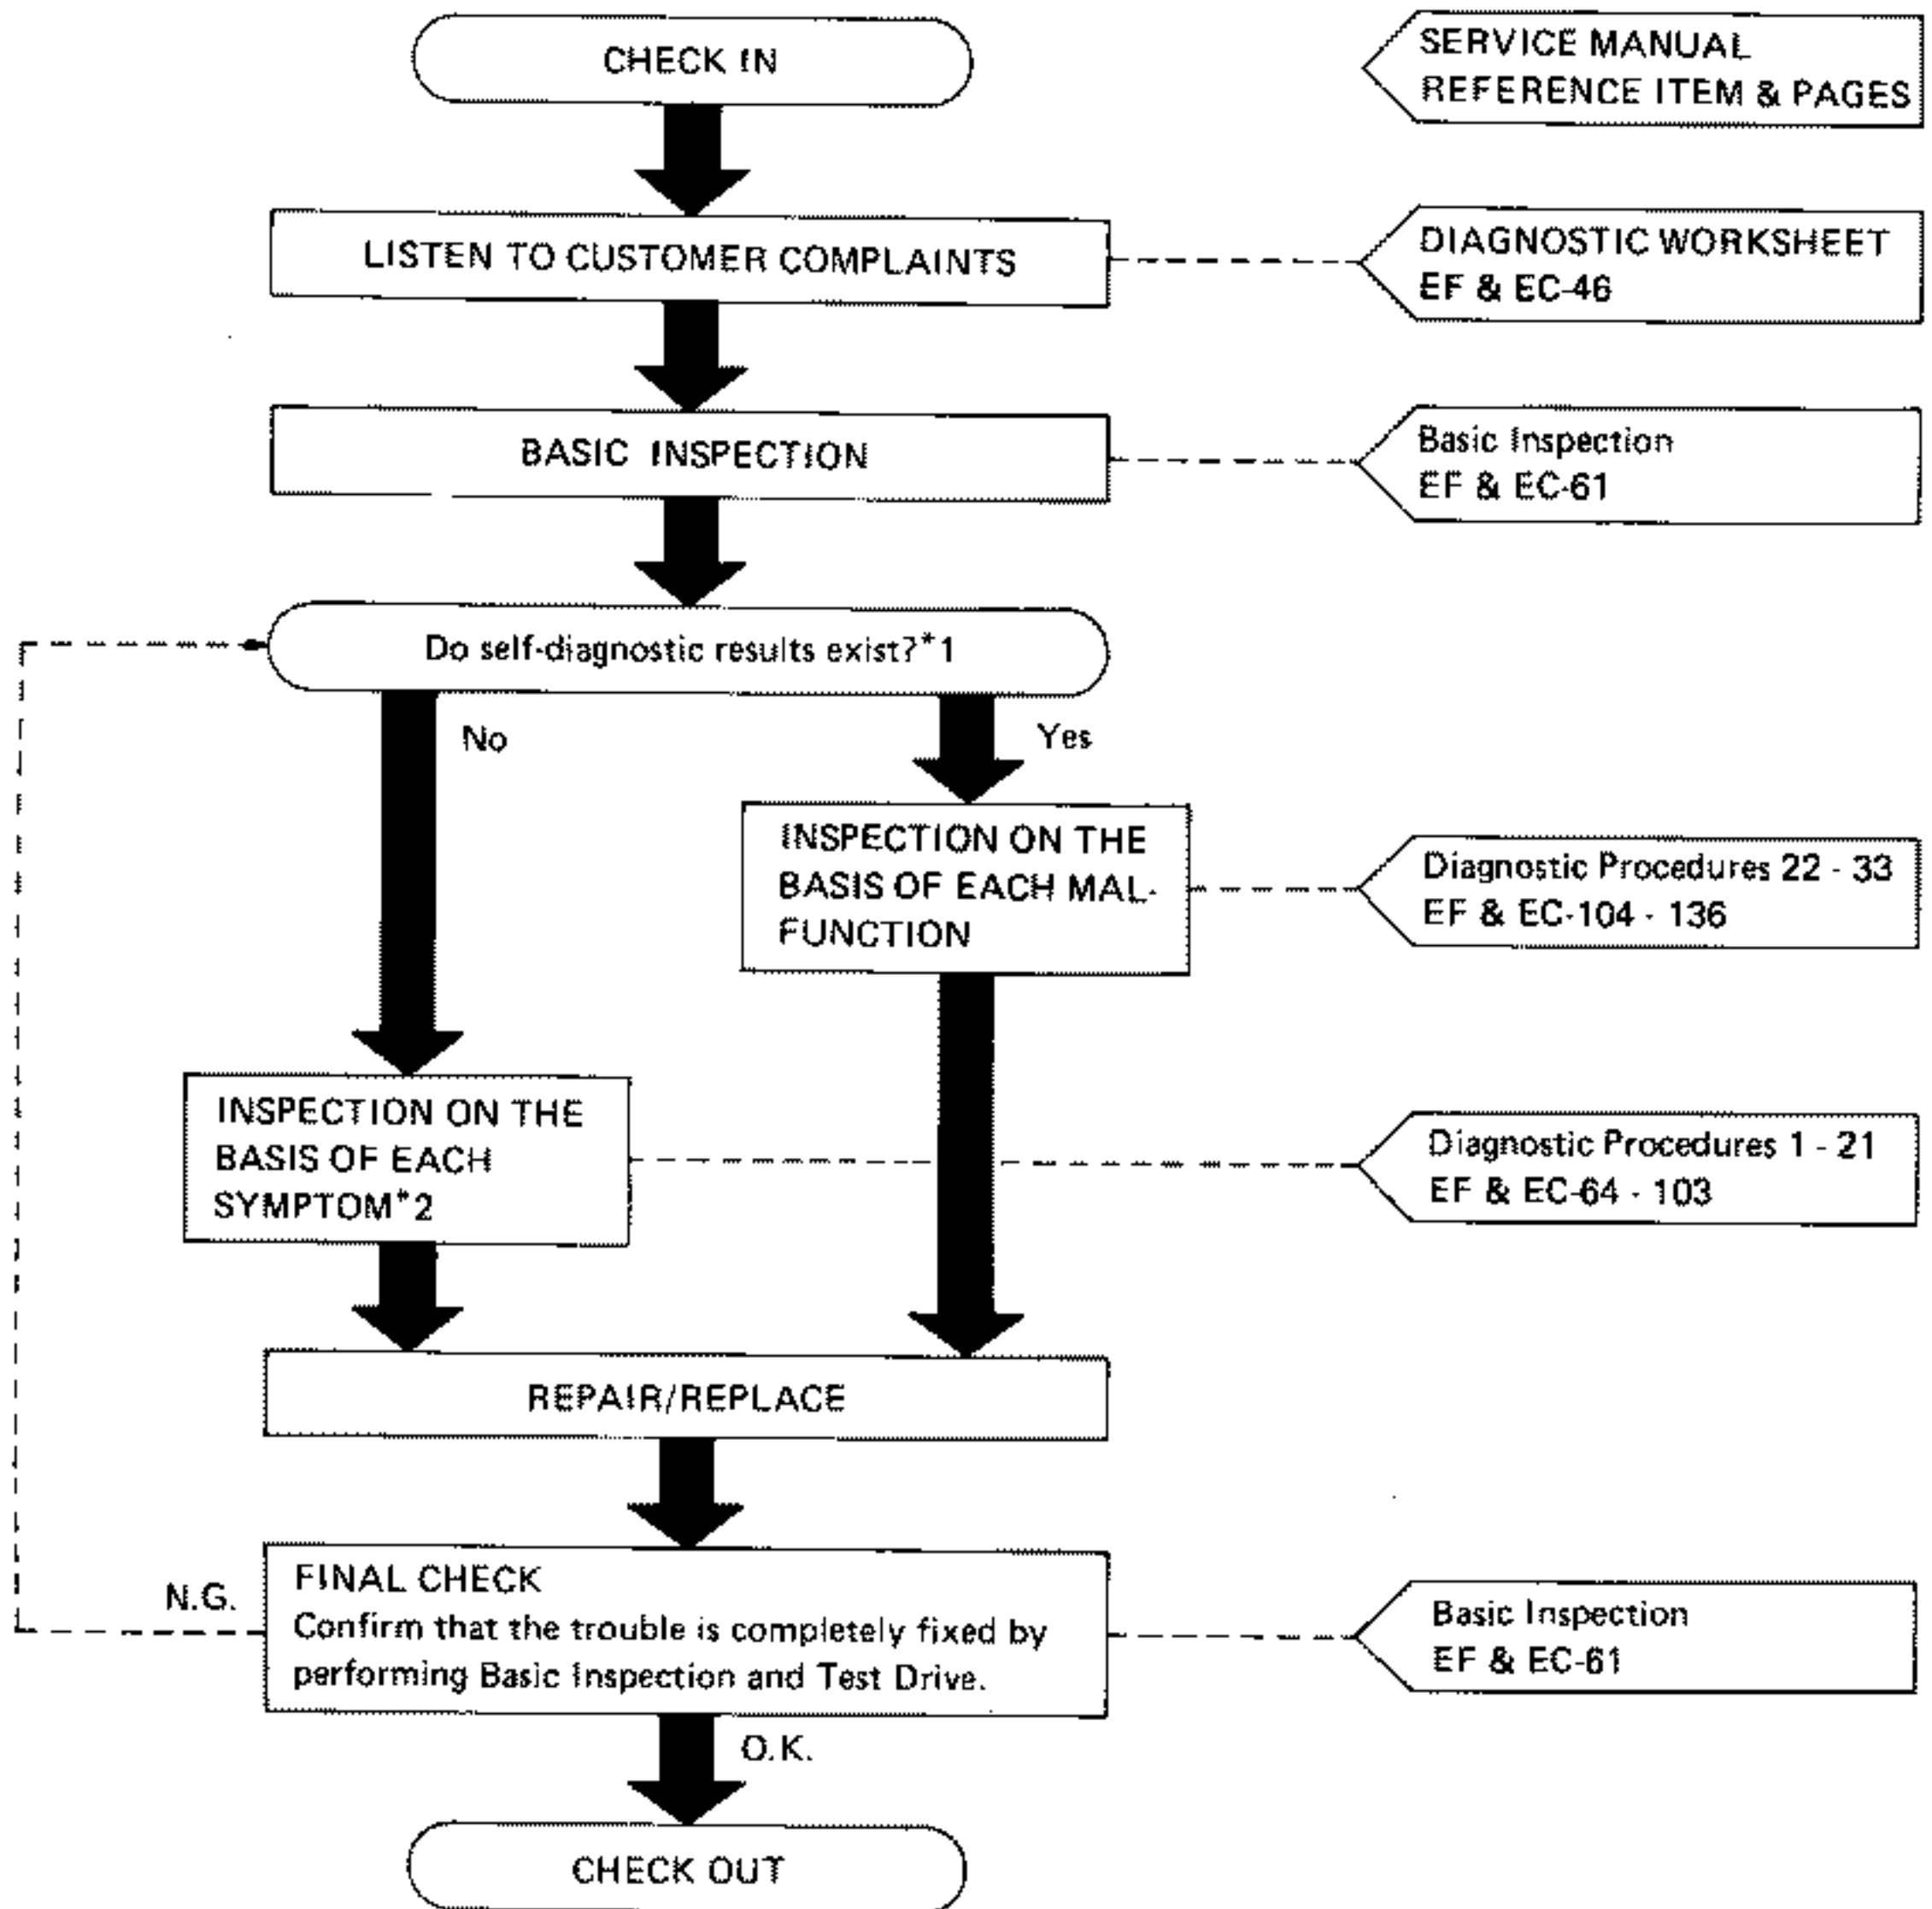 CHECK IN
SERVICE MANUAL
REFERENCE ITEM & PAGES
LISTEN TO CUSTOMER COMPLAINTS
DIAGNOSTIC WORKSHEET
EF & EC-46
BASIC INSPECTION
Basic Inspection
EF & EC-61
Do self-diagnostic results exist?*1
No
Yes
INSPECTION ON THE
BASIS OF EACH MAL-
FUNCTION
Diagnostic Procedures 22 - 33
EF & EC-104 - 136
INSPECTION ON THE
BASIS OF EACH
SYMPTOM*2
Diagnostic Procedures 1 - 21
EF & EC-64 - 103
REPAIR/REPLACE
N.G.
FINAL CHECK
Confirm that the trouble is completely fixed by
performing Basic Inspection and Test Drive.
Basic Inspection
EF & EC-61
O.K.
CHECK OUT